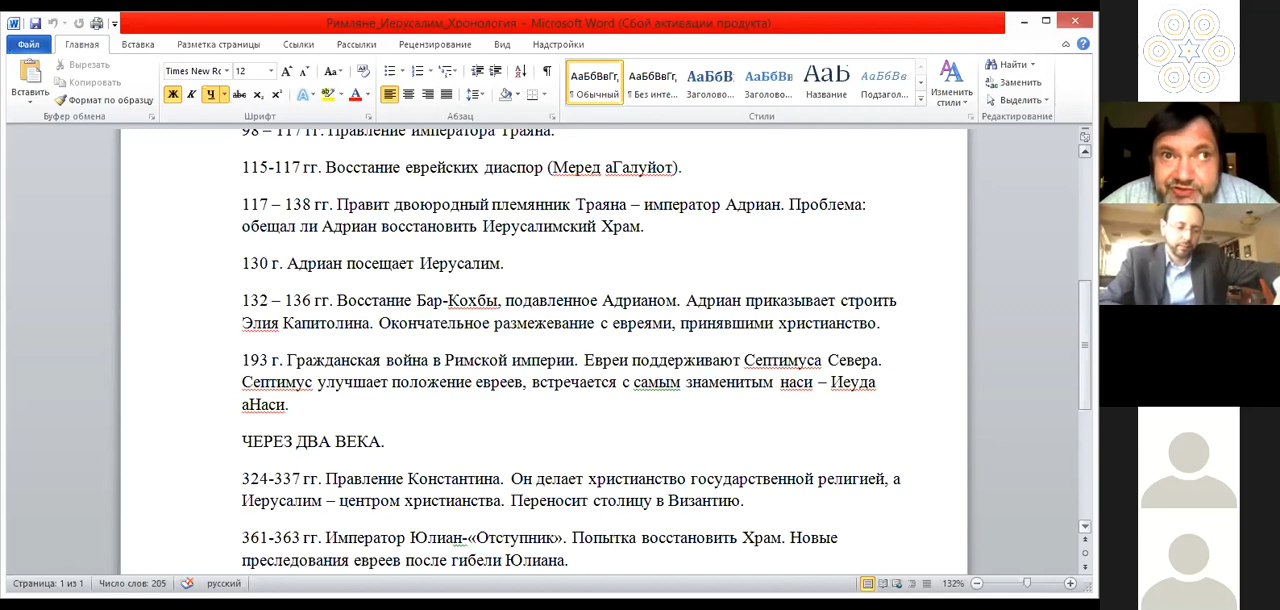 Римляне_Иерусалим_Хронология - Microsoft Word (Сбой активации продукта)
Файл Главная Вставка Разметка страницы Ссылки Рассылки Рецензирование Вид Надстройки
Вставить
Вырезать
Копировать
Формат по образцу
Буфер обмена
Times New Rc 12
Ж К Ч abc x₂ x²
Шрифт
Абзац
АаБбВвГг, АаБбВвГг, АаБбВ АаБбВв АаБ АаБбВв
¶ Обычный ¶ Без инте... Заголово... Заголово... Название Подзагол...
Стили
Изменить
стили
Найти
Заменить
Выделить
Редактирование
98 – 117 гг. Правление императора Траяна.
115-117 гг. Восстание еврейских диаспор (Меред аГалуйот).
117 – 138 гг. Правит двоюродный племянник Траяна – император Адриан. Проблема:
обещал ли Адриан восстановить Иерусалимский Храм.
130 г. Адриан посещает Иерусалим.
132 – 136 гг. Восстание Бар-Кохбы, подавленное Адрианом. Адриан приказывает строить
Элия Капитолина. Окончательное размежевание с евреями, принявшими христианство.
193 г. Гражданская война в Римской империи. Евреи поддерживают Септимуса Севера.
Септимус улучшает положение евреев, встречается с самым знаменитым наси – Иеуда
аНаси.
ЧЕРЕЗ ДВА ВЕКА.
324-337 гг. Правление Константина. Он делает христианство государственной религией, а
Иерусалим – центром христианства. Переносит столицу в Византию.
361-363 гг. Император Юлиан-«Отступник». Попытка восстановить Храм. Новые
преследования евреев после гибели Юлиана.
Страница: 1 из 1 Число слов: 205 русский 132%